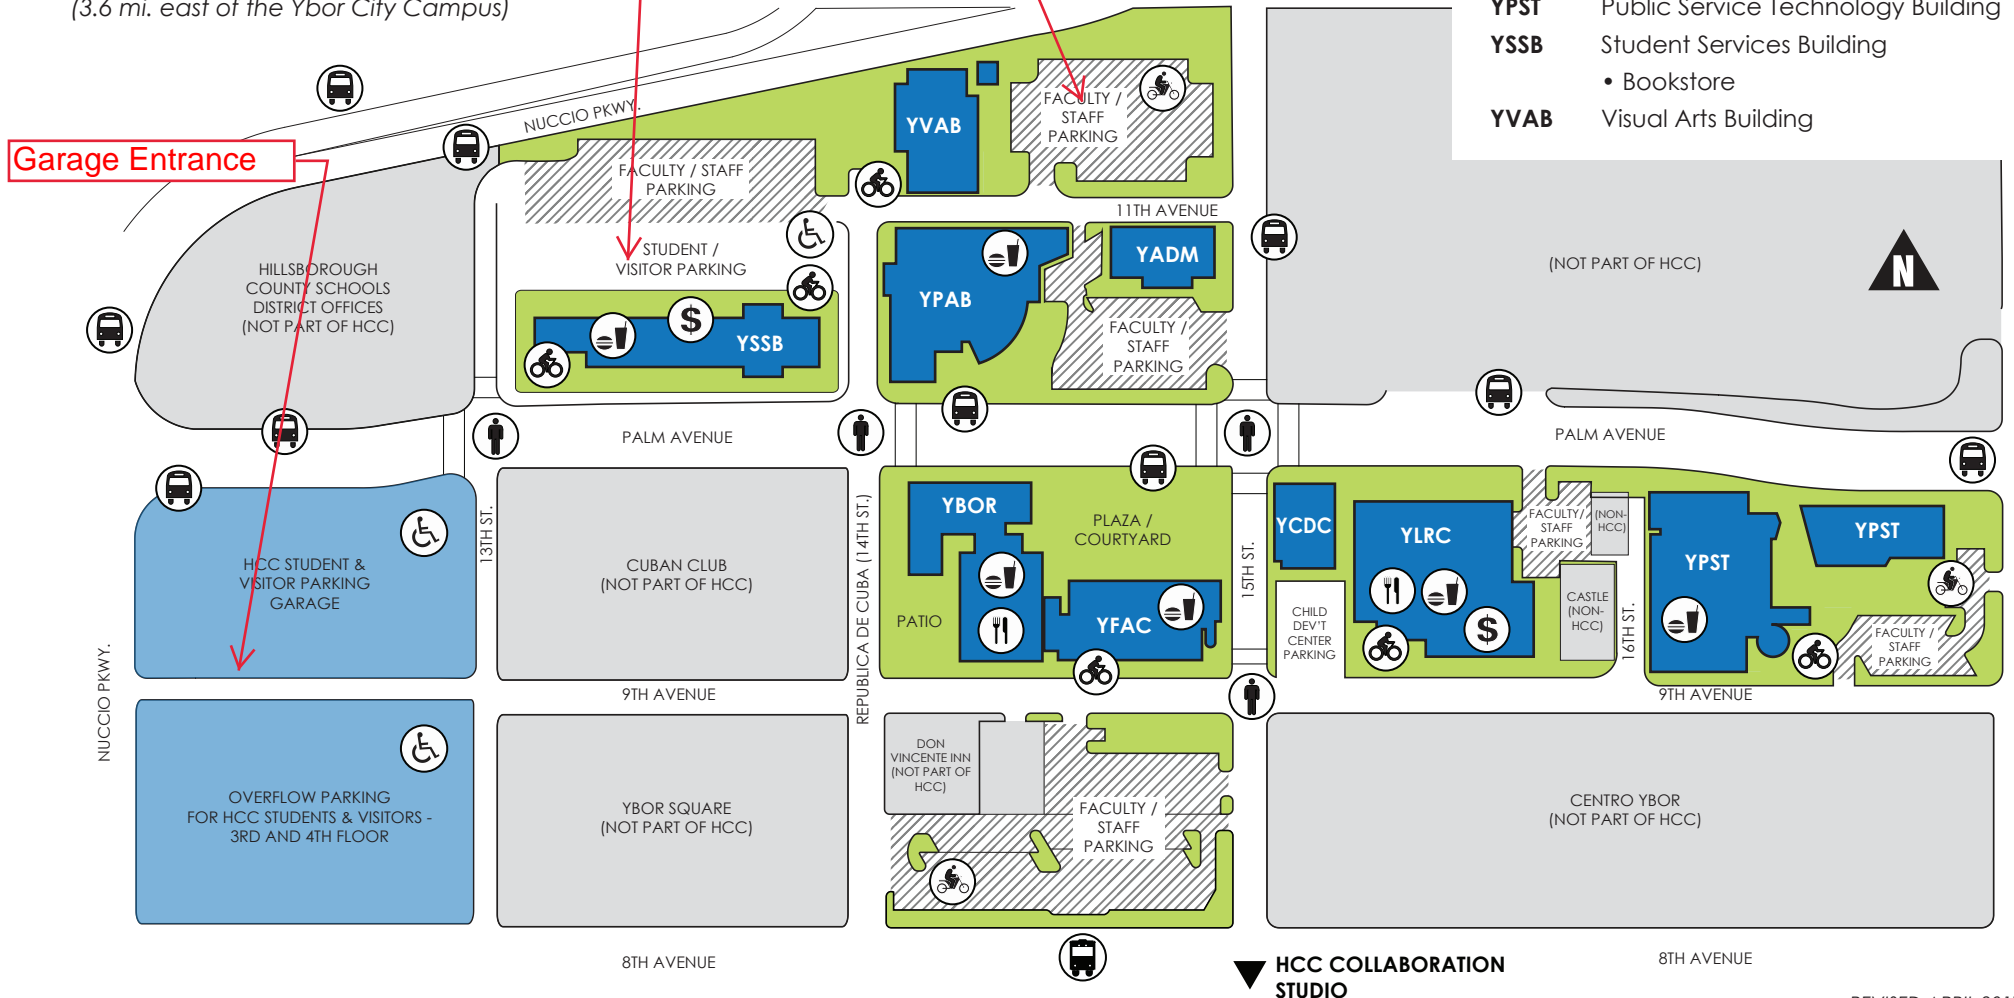 (3.6 mi. east of the Ybor City Campus)
YPST Public Service Technology Building
YSSB Student Services Building
• Bookstore
YVAB Visual Arts Building
NUCCIO PKWY.
Garage Entrance
FACULTY / STAFF
PARKING
YVAB
FACULTY /
STAFF
PARKING
11TH AVENUE
HILLSBOROUGH
COUNTY SCHOOLS
DISTRICT OFFICES
(NOT PART OF HCC)
STUDENT /
VISITOR PARKING
$
YSSB
YPAB
YADM
FACULTY /
STAFF
PARKING
(NOT PART OF HCC)
N
PALM AVENUE
PALM AVENUE
HCC STUDENT &
VISITOR PARKING
GARAGE
13TH ST.
CUBAN CLUB
(NOT PART OF HCC)
REPUBLICA DE CUBA (14TH ST.)
YBOR
PLAZA /
COURTYARD
PATIO
YFAC
15TH ST.
YCDC
CHILD
DEV'T
CENTER
PARKING
YLRC
$
FACULTY/
STAFF
PARKING
(NON-
HCC)
CASTLE
(NON-
HCC)
16TH ST.
YPST
YPST
FACULTY /
STAFF
PARKING
NUCCIO PKWY.
9TH AVENUE
9TH AVENUE
OVERFLOW PARKING
FOR HCC STUDENTS & VISITORS -
3RD AND 4TH FLOOR
YBOR SQUARE
(NOT PART OF HCC)
DON
VINCENTE INN
(NOT PART OF
HCC)
FACULTY /
STAFF
PARKING
CENTRO YBOR
(NOT PART OF HCC)
8TH AVENUE
8TH AVENUE
HCC COLLABORATION
STUDIO
REVISED APRIL